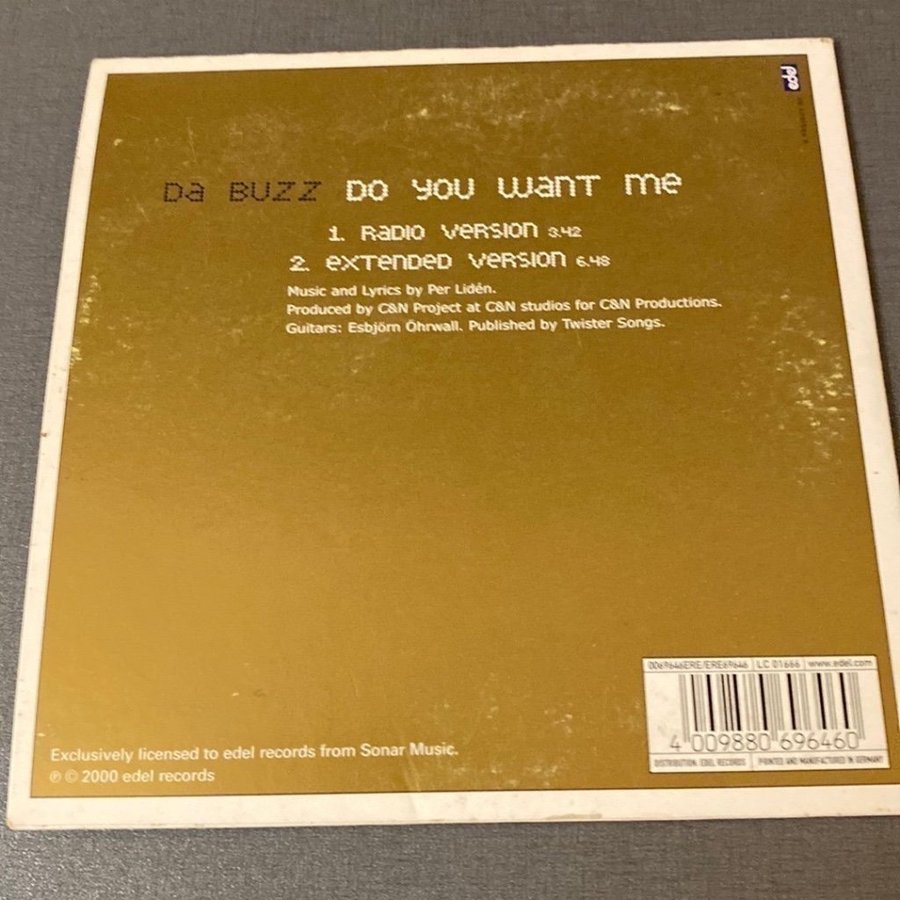 edel
Da Buzz Do you want me
1. Radio Version 3.42
2. Extended Version 6.48
Music and Lyrics by Per Lidén.
Produced by C&N Project at C&N studios for C&N Productions.
Guitars: Esbjörn Öhrwall. Published by Twister Songs.
0069646ERE/ERE69646 LC 01666 www.edel.com
4 009880 696460
DISTRIBUTION: EDEL RECORDS PRINTED AND MANUFACTURED IN GERMANY
Exclusively licensed to edel records from Sonar Music.
℗ © 2000 edel records